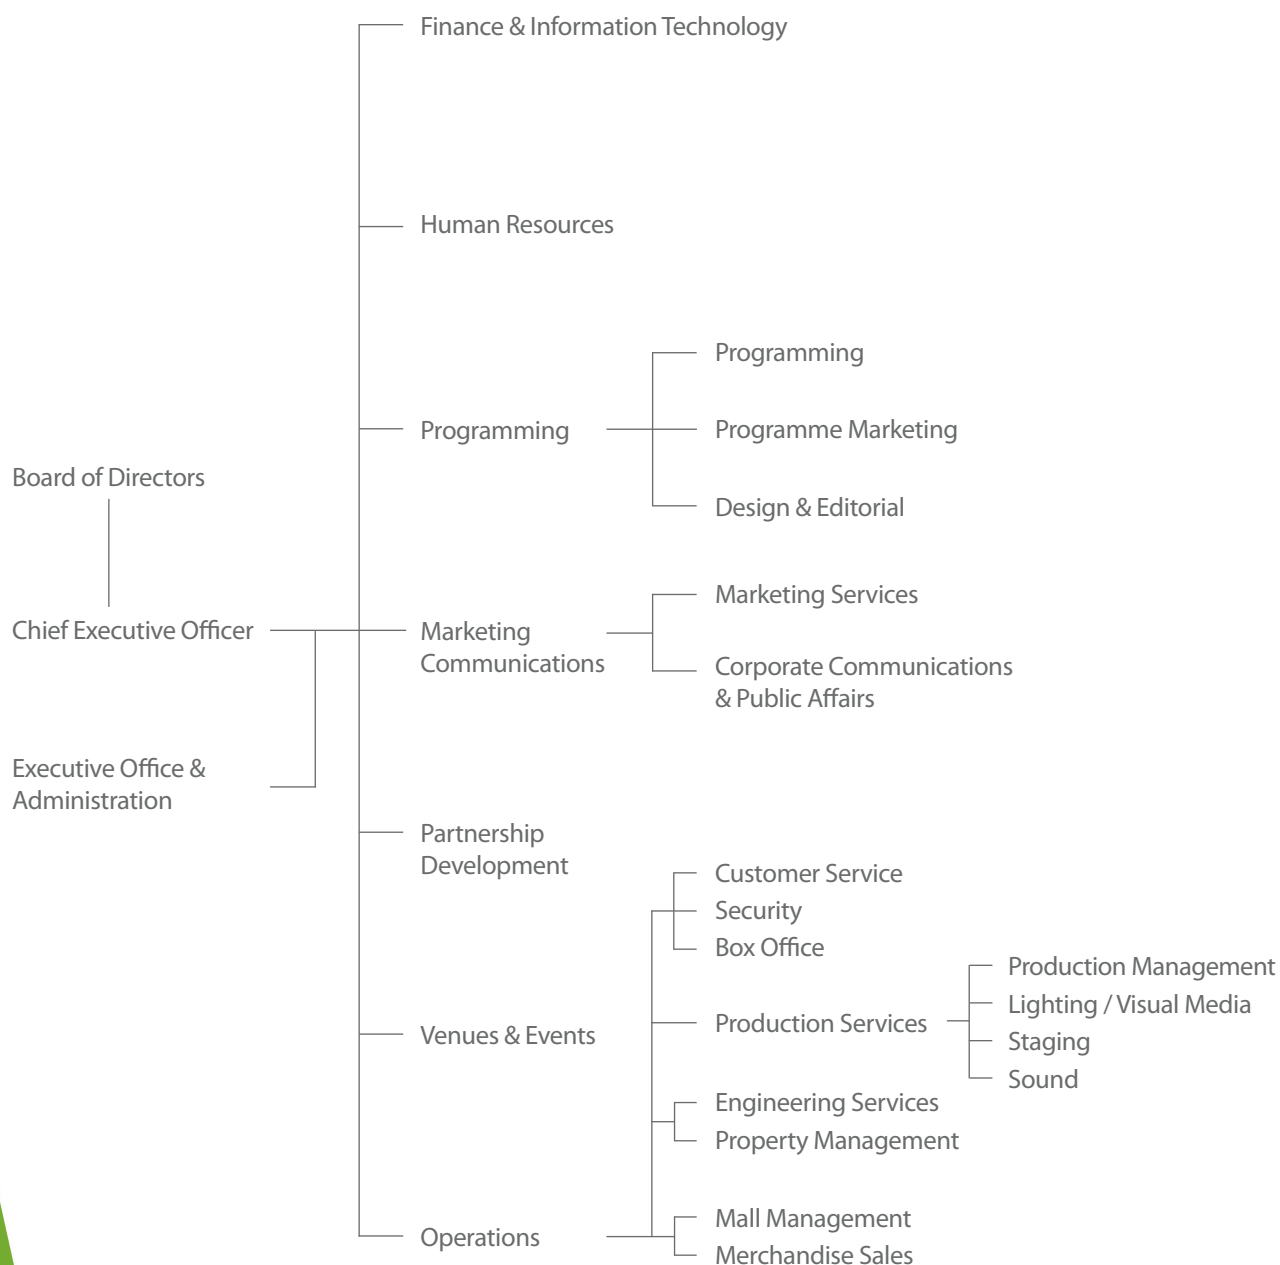 Finance & Information Technology
Human Resources
Programming
Programming
Programme Marketing
Design & Editorial
Board of Directors
Chief Executive Officer
Executive Office &
Administration
Marketing
Communications
Marketing Services
Corporate Communications
& Public Affairs
Partnership
Development
Venues & Events
Operations
Customer Service
Security
Box Office
Production Services
Production Management
Lighting / Visual Media
Staging
Sound
Engineering Services
Property Management
Mall Management
Merchandise Sales